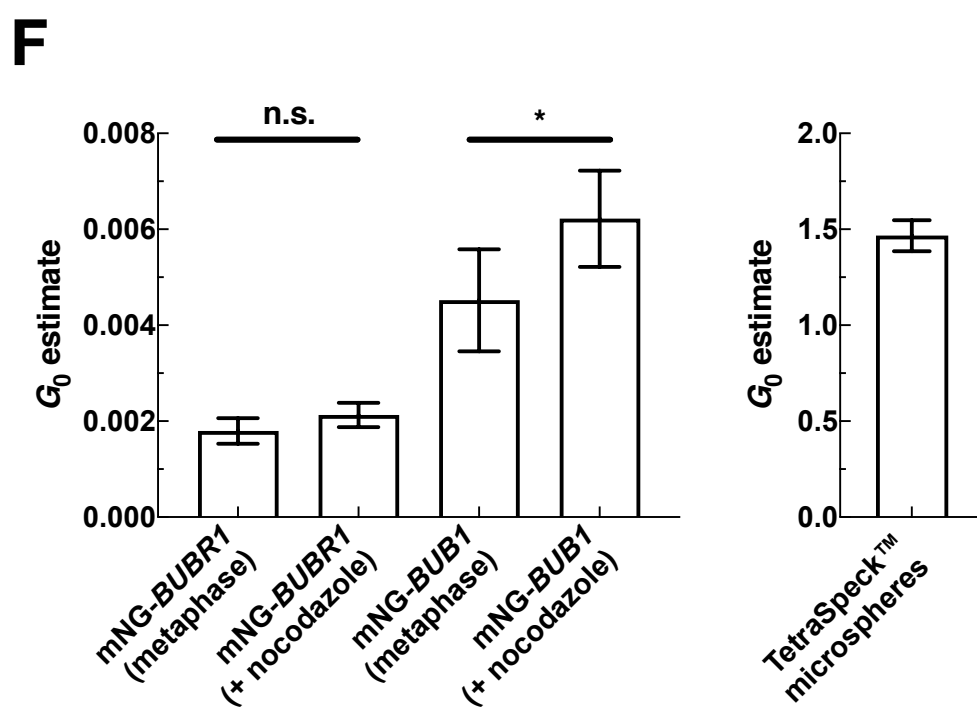 F
n.s.
*
0.008
0.006
0.004
0.002
0.000
G0 estimate
mNG-BUBR1
(metaphase)
mNG-BUBR1
(+ nocodazole)
mNG-BUB1
(metaphase)
mNG-BUB1
(+ nocodazole)
2.0
1.5
1.0
0.5
0.0
G0 estimate
TetraSpeck™
microspheres